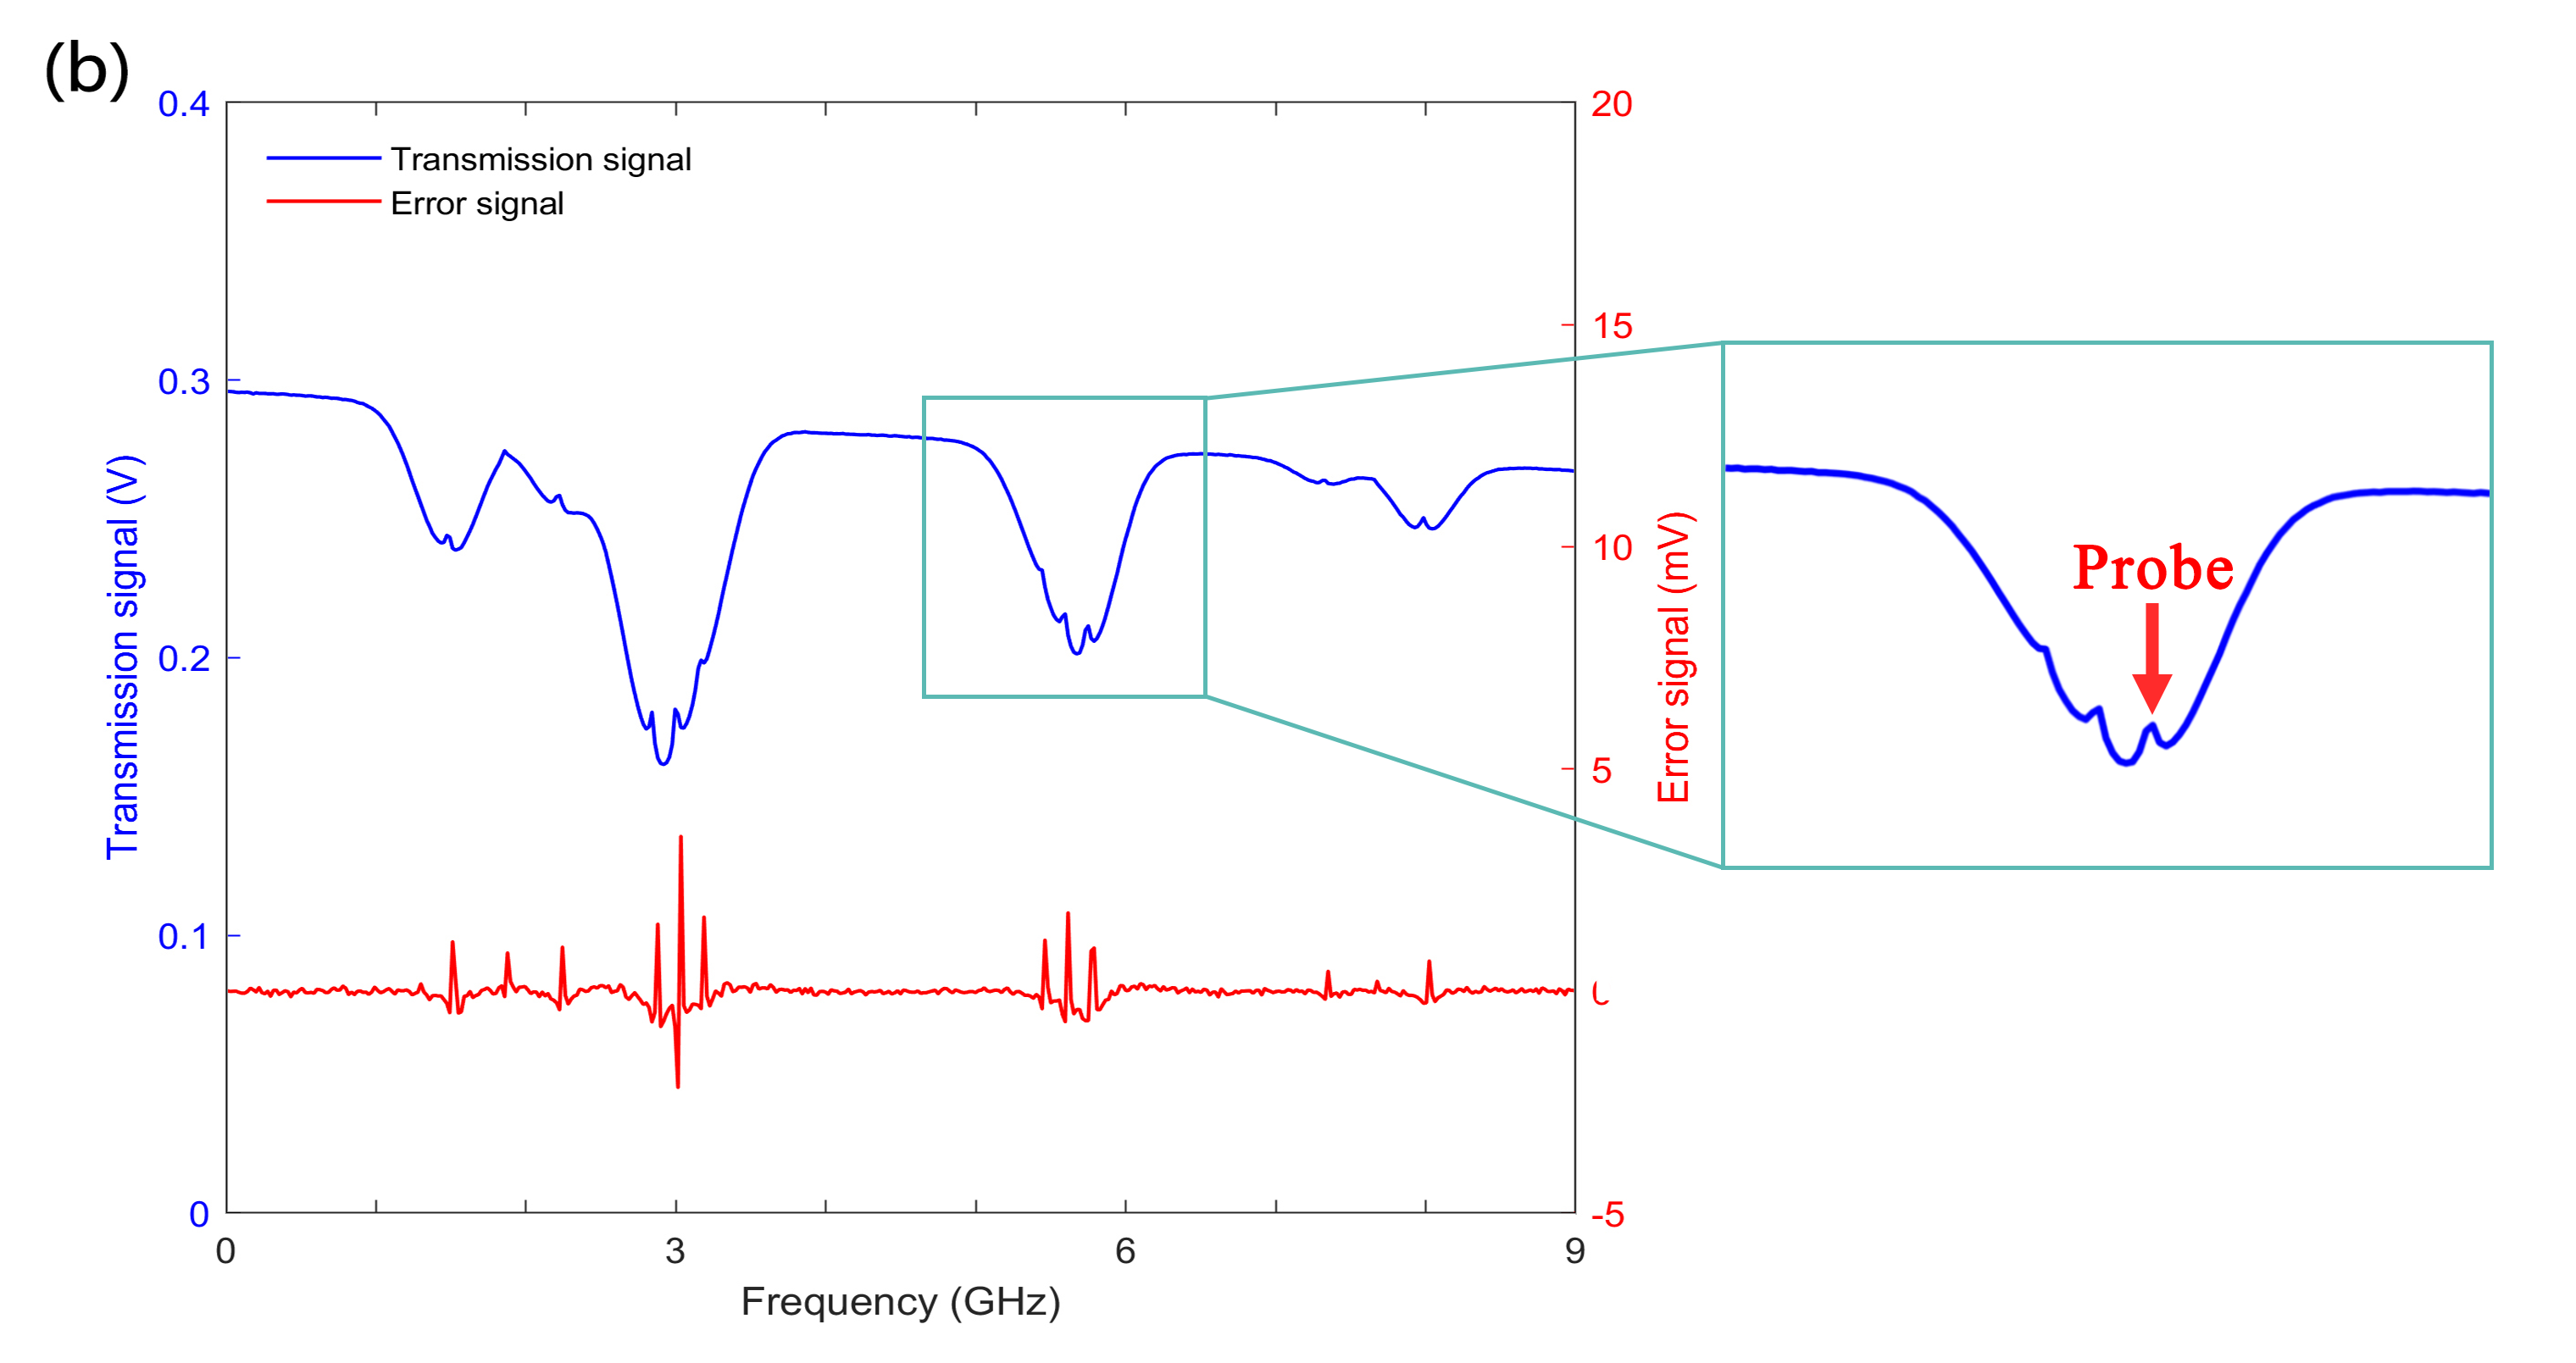 (b)
0.4
0.3
0.2
0.1
0
Transmission signal (V)
Transmission signal
Error signal
20
15
10
5
-5
Error signal (mV)
Probe
0
3
6
9
Frequency (GHz)